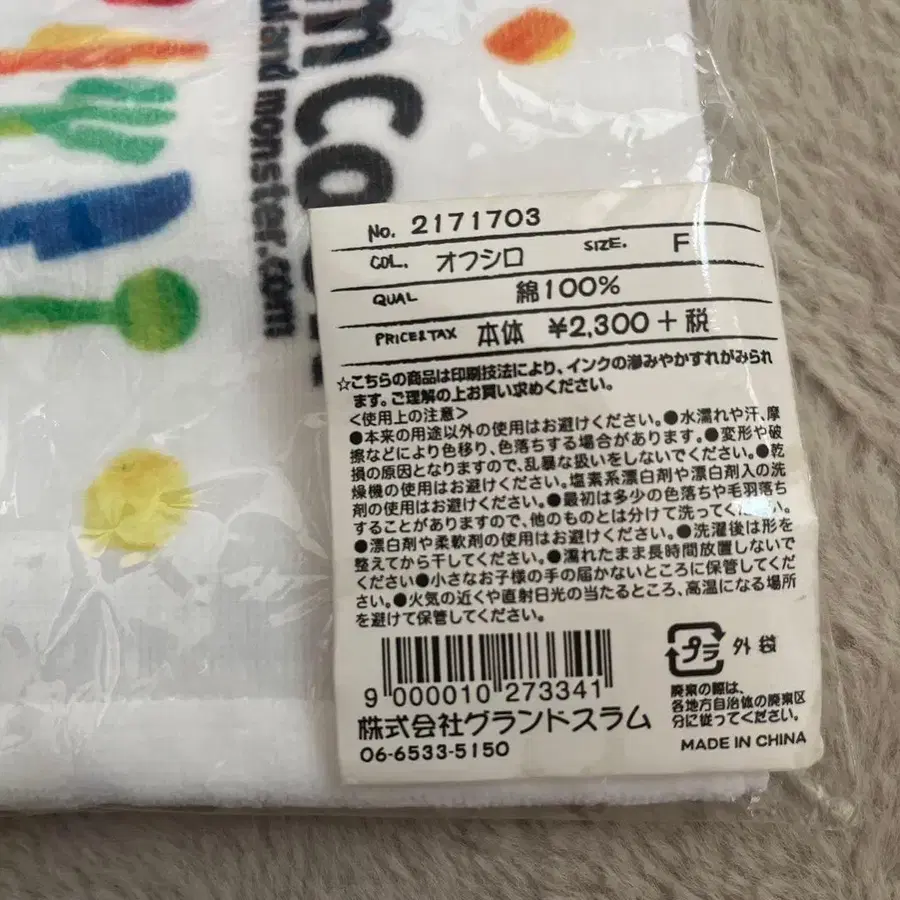 and monster.com
No. 2171703
COL. オフシロ SIZE. F
QUAL 綿100%
PRICE&TAX 本体 ¥2,300+税
☆こちらの商品は印刷技法により、インクの滲みやかすれがみられ
ます。ご理解の上お買い求めください。
<使用上の注意>
●本来の用途以外の使用はお避けください。●水濡れや汗、摩
擦などにより色移り、色落ちする場合があります。●変形や破
損の原因となりますので、乱暴な扱いをしないでください。●乾
燥機の使用はお避けください。塩素系漂白剤や漂白剤入の洗
剤の使用はお避けください。●最初は多少の色落ちや毛羽落ち
することがありますので、他のものとは分けて洗ってください。
●漂白剤や柔軟剤の使用はお避けください。●洗濯後は形を
整えてから干してください。●濡れたまま長時間放置しないで
ください●小さなお子様の手の届かないところに保管してくだ
さい。●火気の近くや直射日光の当たるところ、高温になる場所
を避けて保管してください。
9 000010 273341
株式会社グランドスラム
06-6533-5150
プラ 外袋
廃棄の際は、
各地方自治体の廃棄区
分に従ってください。
MADE IN CHINA